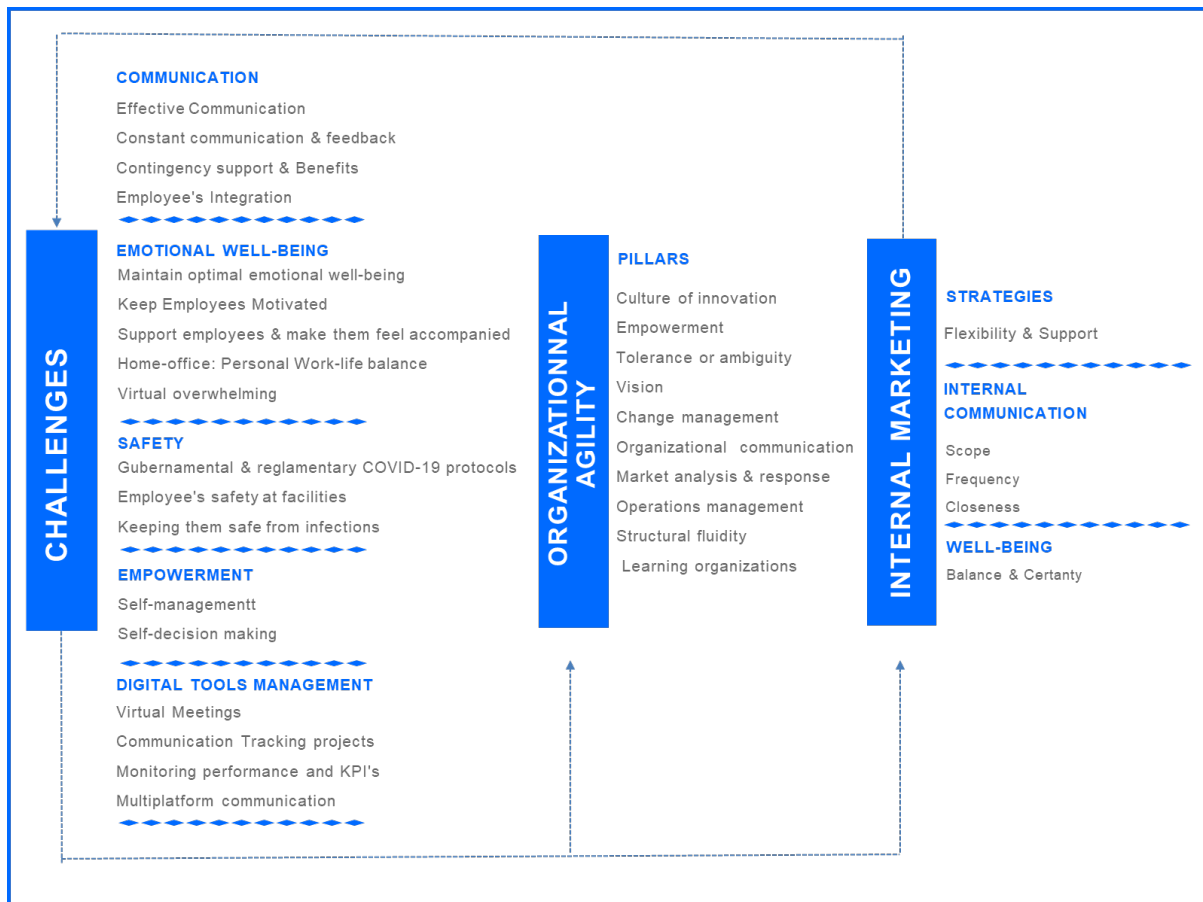 COMMUNICATION
Effective Communication
Constant communication & feedback
Contingency support & Benefits
Employee's Integration
CHALLENGES
EMOTIONAL WELL-BEING
Maintain optimal emotional well-being
Keep Employees Motivated
Support employees & make them feel accompanied
Home-office: Personal Work-life balance
Virtual overwhelming
SAFETY
Gubernamental & reglamentary COVID-19 protocols
Employee's safety at facilities
Keeping them safe from infections
EMPOWERMENT
Self-managementt
Self-decision making
DIGITAL TOOLS MANAGEMENT
Virtual Meetings
Communication Tracking projects
Monitoring performance and KPI's
Multiplatform communication
ORGANIZATIONNAL
AGILITY
PILLARS
Culture of innovation
Empowerment
Tolerance or ambiguity
Vision
Change management
Organizational communication
Market analysis & response
Operations management
Structural fluidity
Learning organizations
INTERNAL MARKETING
STRATEGIES
Flexibility & Support
INTERNAL
COMMUNICATION
Scope
Frequency
Closeness
WELL-BEING
Balance & Certanty